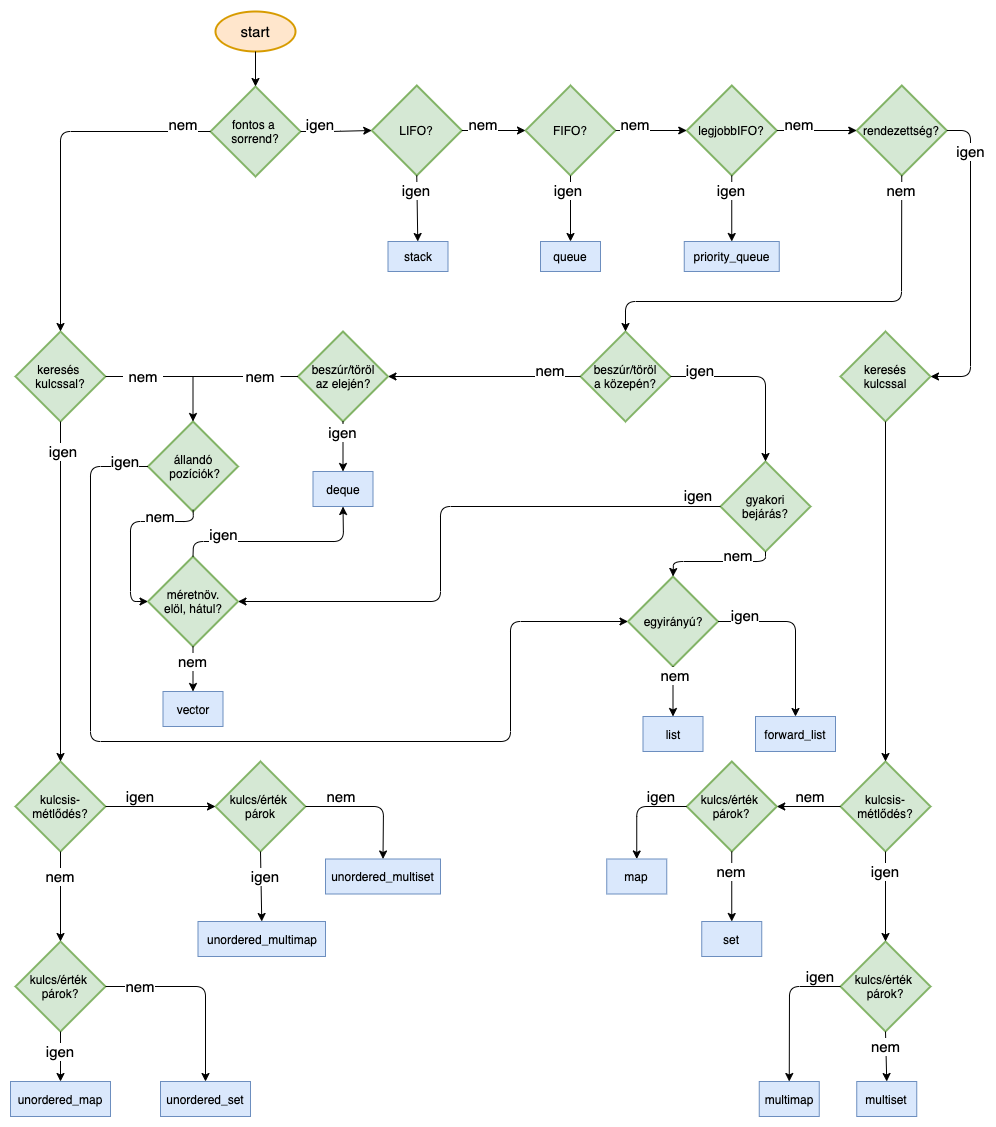 start
fontos a
sorrend?
nem
igen
LIFO?
nem
FIFO?
nem
legjobbIFO?
nem
rendezettség?
igen
igen
igen
igen
nem
stack
queue
priority_queue
keresés
kulcssal?
nem
nem
beszúr/töröl
az elején?
nem
beszúr/töröl
a közepén?
igen
keresés
kulcssal
igen
igen
igen
állandó
pozíciók?
deque
nem
igen
igen
gyakori
bejárás?
nem
méretnöv.
elöl, hátul?
egyirányú?
igen
nem
nem
vector
list
forward_list
kulcsis-
métlődés?
igen
kulcs/érték
párok
nem
igen
kulcs/érték
párok?
nem
kulcsis-
métlődés?
nem
igen
unordered_multiset
map
nem
igen
unordered_multimap
set
kulcs/érték
párok?
nem
igen
kulcs/érték
párok?
igen
nem
unordered_map
unordered_set
multimap
multiset